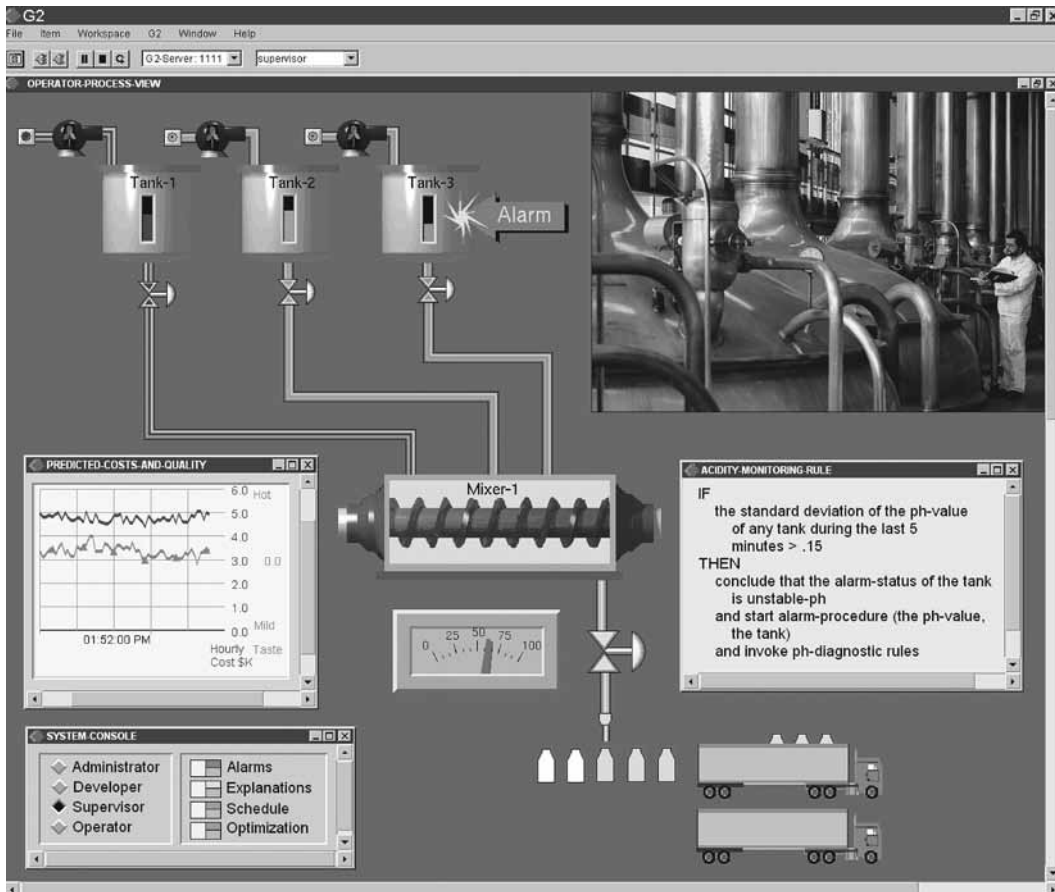 G2
File Item Workspace G2 Window Help
G2-Server: 1111 supervisor
OPERATOR-PROCESS-VIEW
Tank-1 Tank-2 Tank-3
Alarm
PREDICTED-COSTS-AND-QUALITY
6.0 Hot
5.0
4.0
3.0 0.0
2.0
1.0
0.0 Mild
01:52:00 PM
Hourly Taste
Cost $K
Mixer-1
0 25 50 75 100
ACIDITY-MONITORING-RULE
IF
the standard deviation of the ph-value
of any tank during the last 5
minutes > .15
THEN
conclude that the alarm-status of the tank
is unstable-ph
and start alarm-procedure (the ph-value,
the tank)
and invoke ph-diagnostic rules
SYSTEM-CONSOLE
Administrator Alarms
Developer Explanations
Supervisor Schedule
Operator Optimization